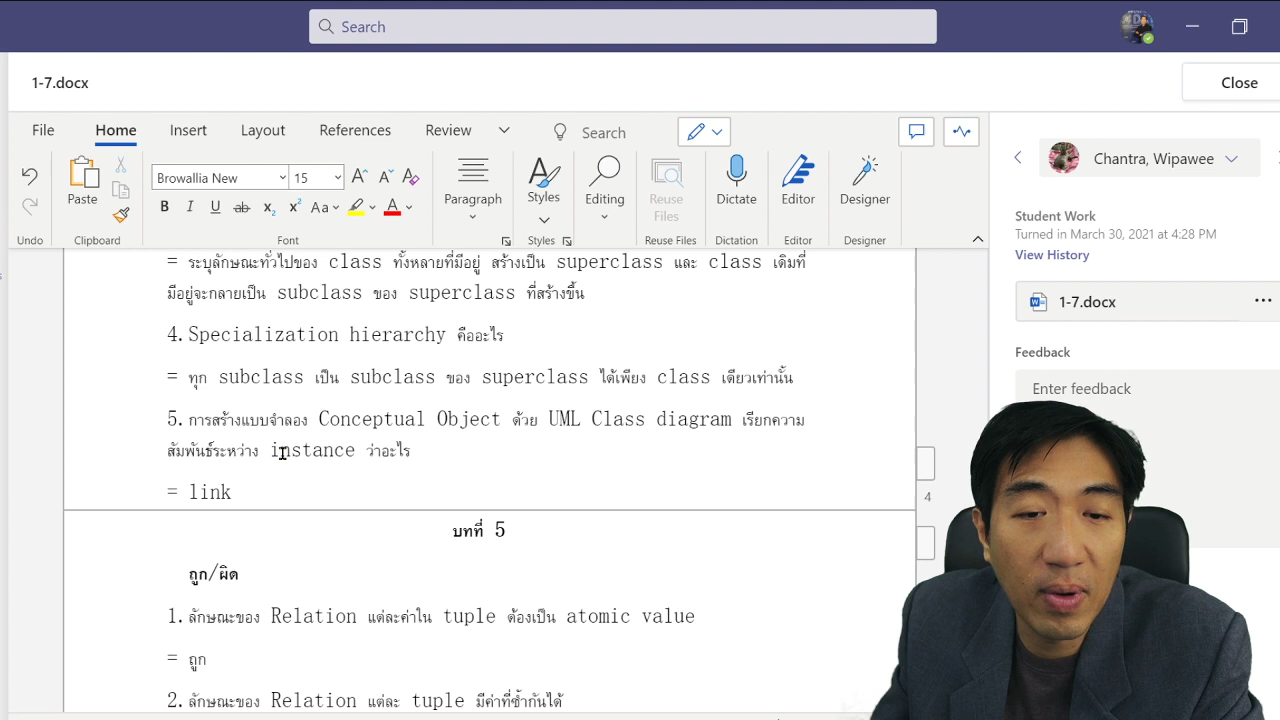 Search
1-7.docx
Close
File Home Insert Layout References Review Search
Paste
Browallia New 15
Paragraph Styles Editing Reuse Files Dictate Editor Designer
Undo Clipboard Font Styles Reuse Files Dictation Editor Designer
= ระบุลักษณะทั่วไปของ class ทั้งหลายที่มีอยู่ สร้างเป็น superclass และ class เดิมที่
มีอยู่จะกลายเป็น subclass ของ superclass ที่สร้างขึ้น
4.Specialization hierarchy คืออะไร
= ทุก subclass เป็น subclass ของ superclass ได้เพียง class เดียวเท่านั้น
5.การสร้างแบบจำลอง Conceptual Object ด้วย UML Class diagram เรียกความ
สัมพันธ์ระหว่าง instance ว่าอะไร
= link
4
บทที่ 5
ถูก/ผิด
1.ลักษณะของ Relation แต่ละค่าใน tuple ต้องเป็น atomic value
= ถูก
2.ลักษณะของ Relation แต่ละ tuple มีค่าที่ซ้ำกันได้
Chantra, Wipawee
Student Work
Turned in March 30, 2021 at 4:28 PM
View History
1-7.docx
Feedback
Enter feedback